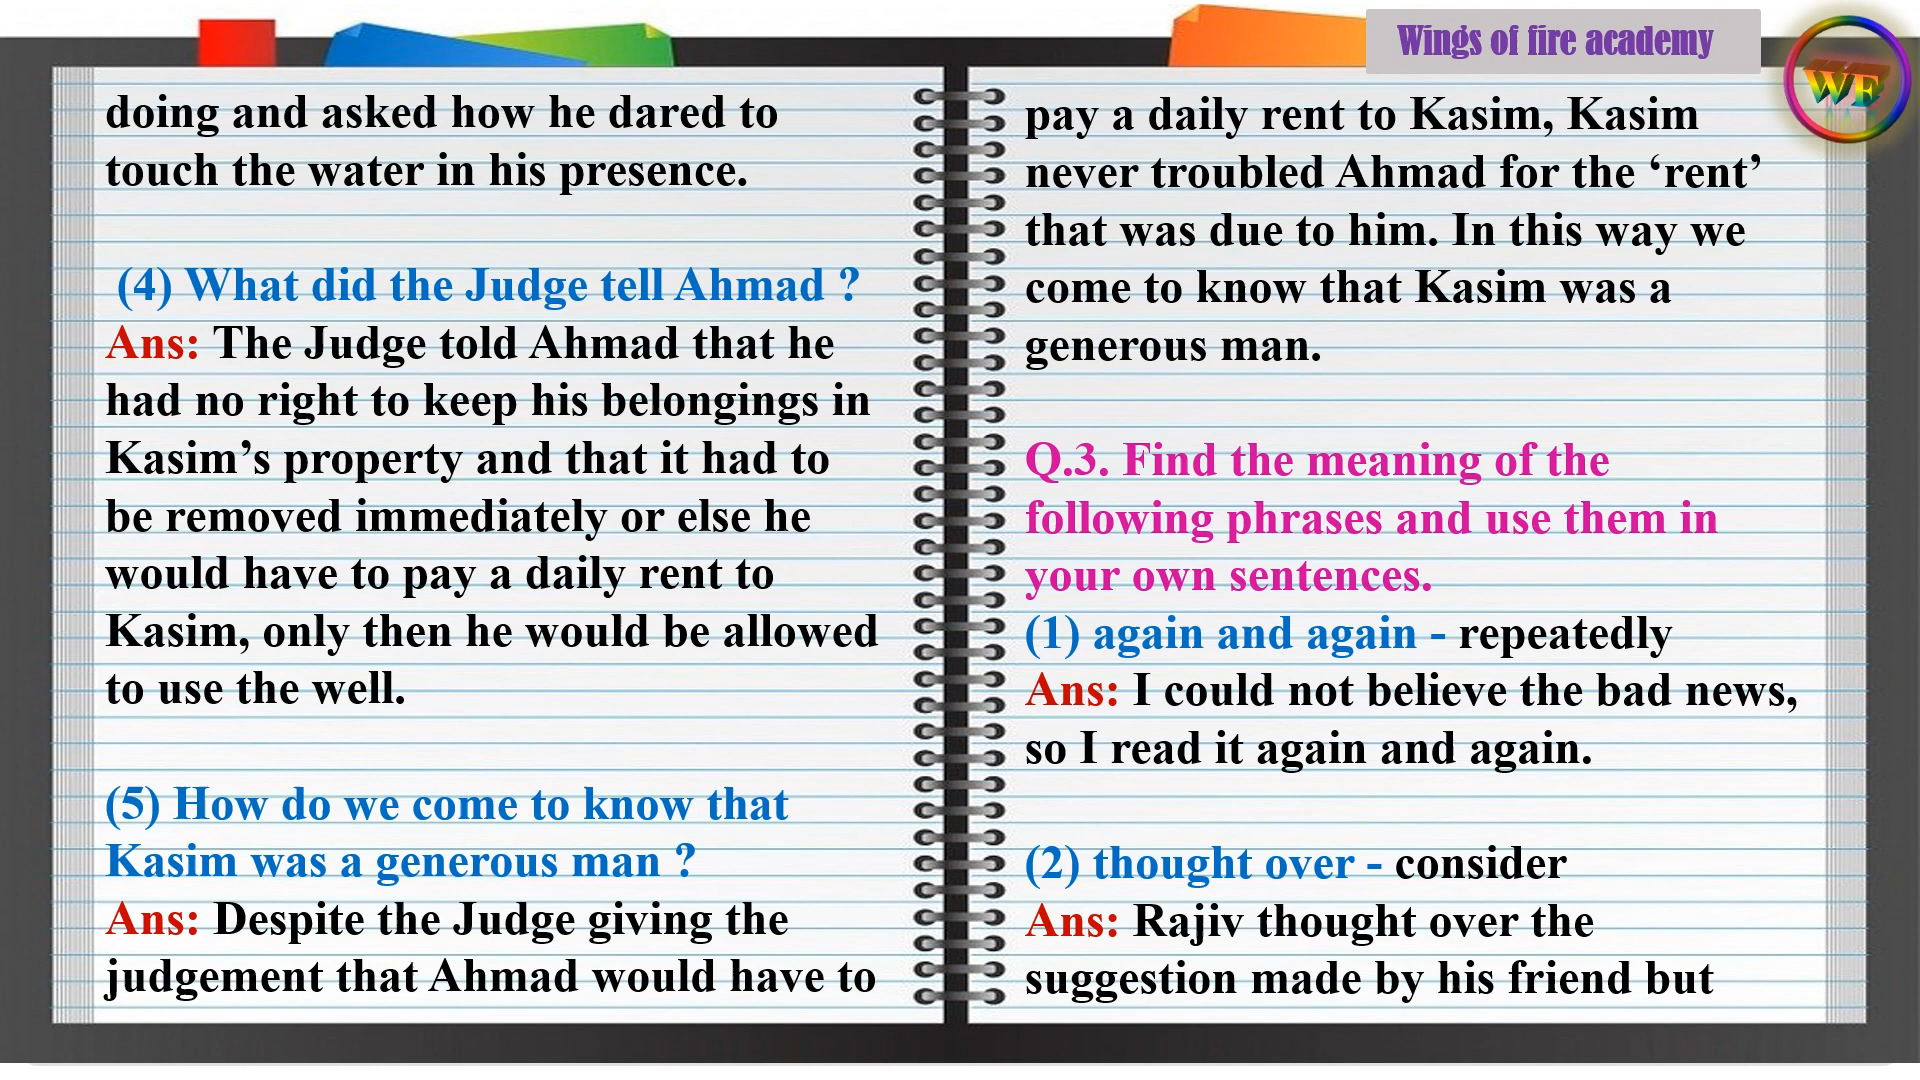 Wings of fire academy
WE
doing and asked how he dared to
touch the water in his presence.
(4) What did the Judge tell Ahmad ?
Ans: The Judge told Ahmad that he
had no right to keep his belongings in
Kasim’s property and that it had to
be removed immediately or else he
would have to pay a daily rent to
Kasim, only then he would be allowed
to use the well.
(5) How do we come to know that
Kasim was a generous man ?
Ans: Despite the Judge giving the
judgement that Ahmad would have to
pay a daily rent to Kasim, Kasim
never troubled Ahmad for the ‘rent’
that was due to him. In this way we
come to know that Kasim was a
generous man.
Q.3. Find the meaning of the
following phrases and use them in
your own sentences.
(1) again and again - repeatedly
Ans: I could not believe the bad news,
so I read it again and again.
(2) thought over - consider
Ans: Rajiv thought over the
suggestion made by his friend but